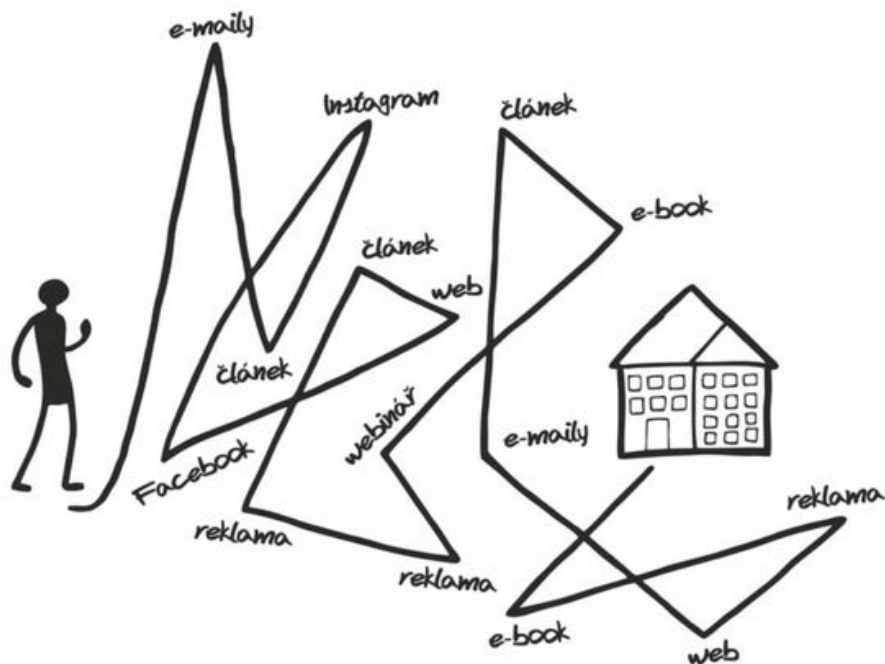 e-maily
Instagram
článek
článek
e-book
web
článek
webinář
e-maily
Facebook
reklama
reklama
reklama
e-book
web